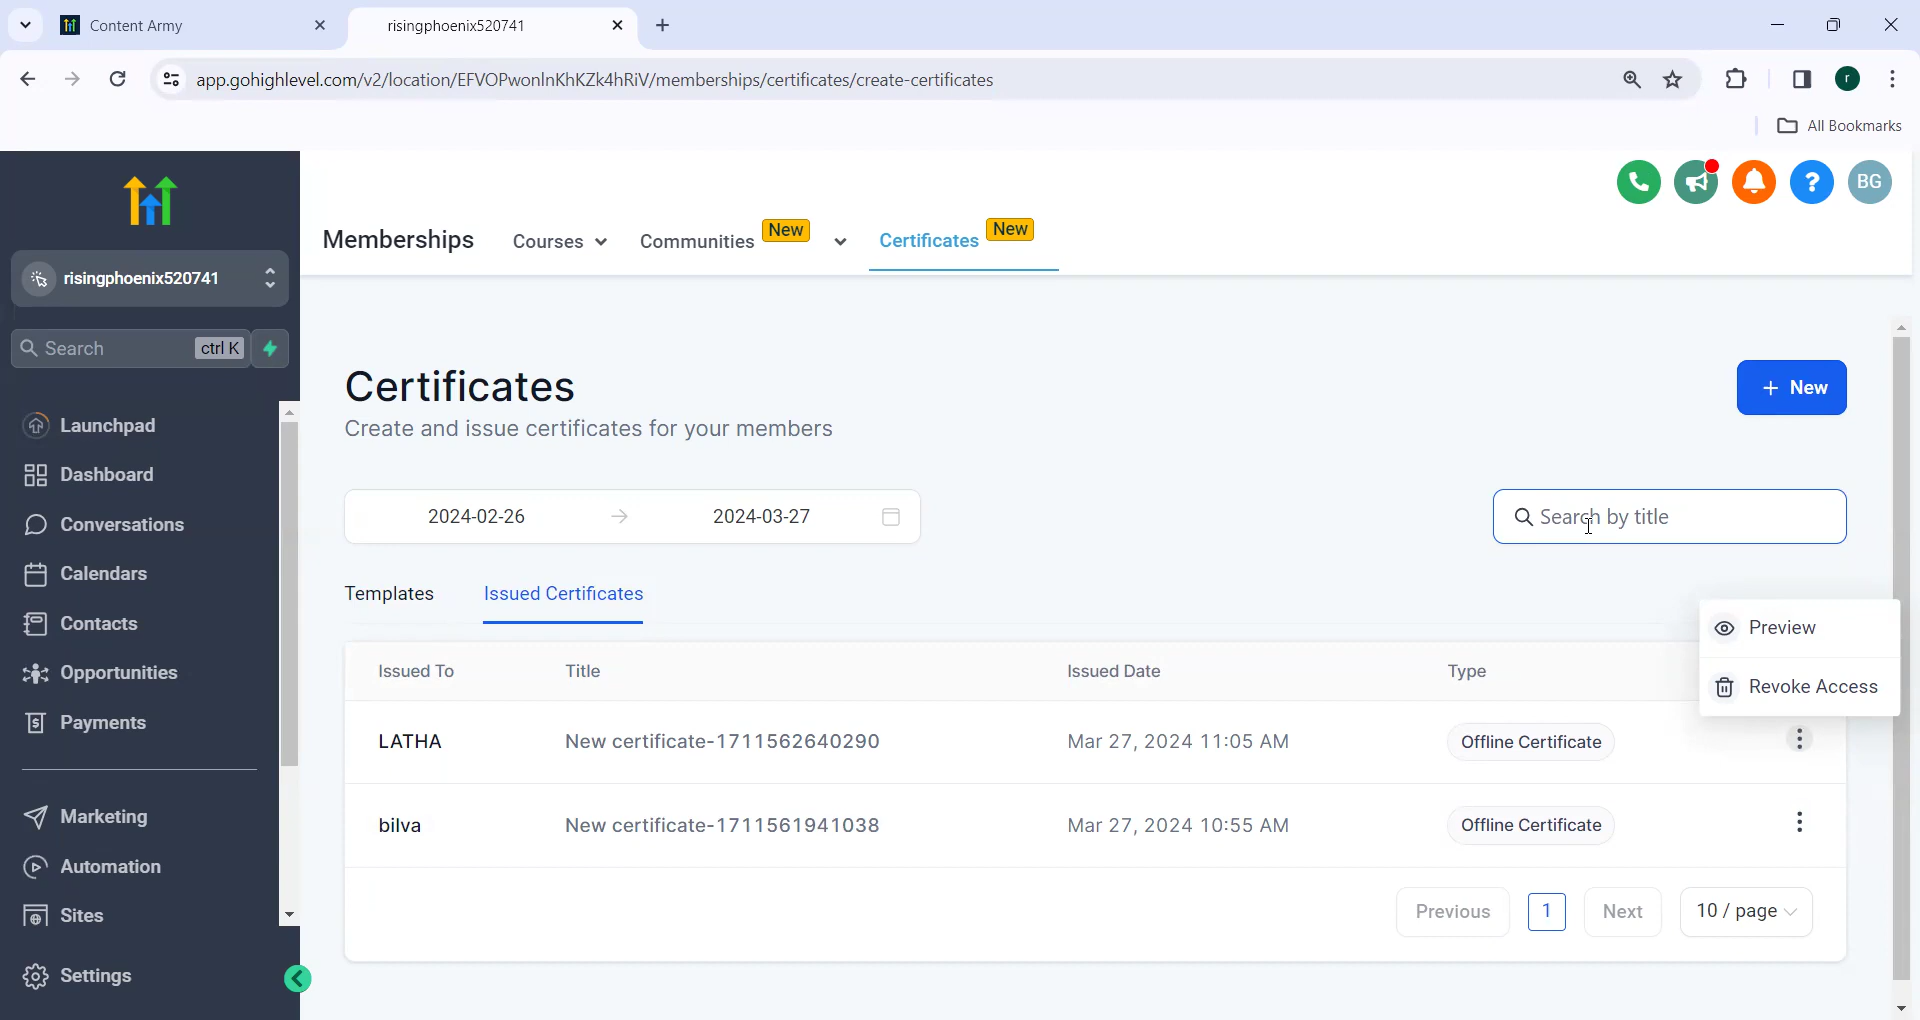 Content Army
risingphoenix520741
app.gohighlevel.com/v2/location/EFVOPwonInKhKZk4hRiV/memberships/certificates/create-certificates
r
All Bookmarks
BG
Memberships
Courses
Communities
New
Certificates
New
risingphoenix520741
Search
ctrl K
Launchpad
Dashboard
Conversations
Calendars
Contacts
Opportunities
Payments
Marketing
Automation
Sites
Settings
Certificates
Create and issue certificates for your members
+ New
2024-02-26 → 2024-03-27
Search by title
Templates
Issued Certificates
Preview
Revoke Access
Issued To Title Issued Date Type
LATHA New certificate-1711562640290 Mar 27, 2024 11:05 AM Offline Certificate
bilva New certificate-1711561941038 Mar 27, 2024 10:55 AM Offline Certificate
Previous 1 Next 10 / page